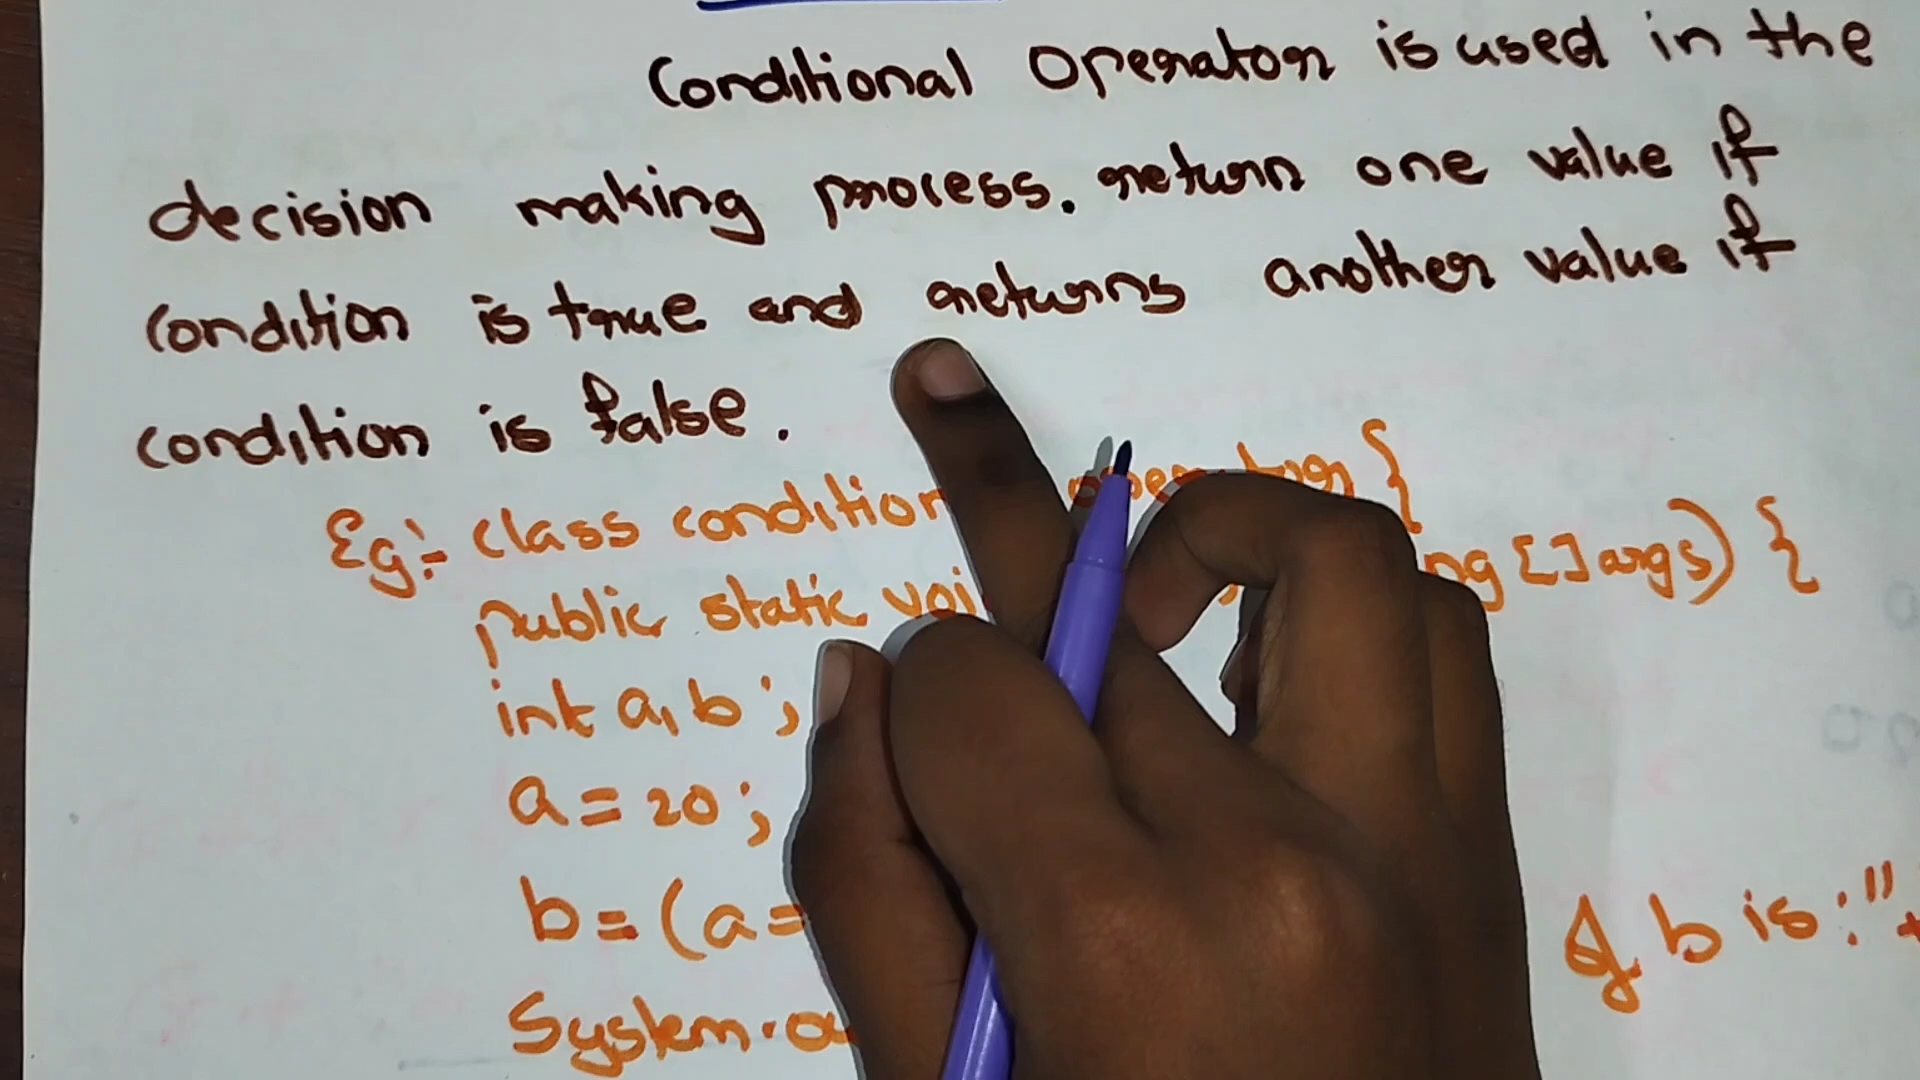 Conditional Operator is used in the
decision making process. return one value if
condition is true and returns another value if
condition is false.
Eg:- class condition {
public static args) {
int a, b ;
a = 20 ;
b = (a = of b is : "
System.